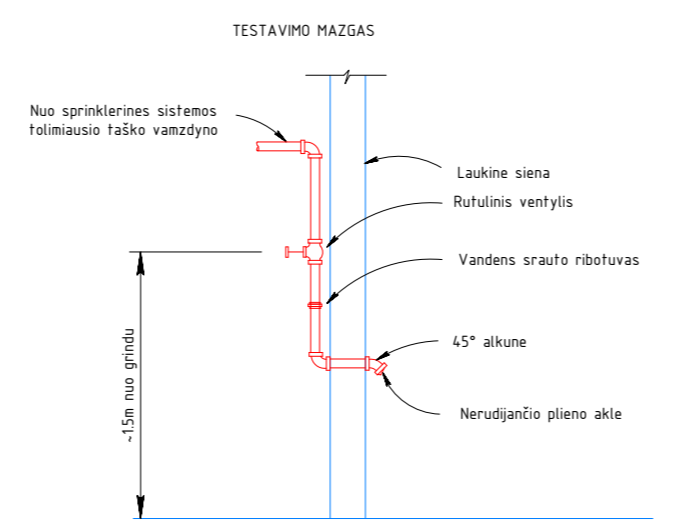 TESTAVIMO MAZGAS
Nuo sprinklerines sistemos
tolimiausio taško vamzdyno
Laukine siena
Rutulinis ventylis
Vandens srauto ribotuvas
45° alkune
Nerudijančio plieno akle
~1.5m nuo grindu